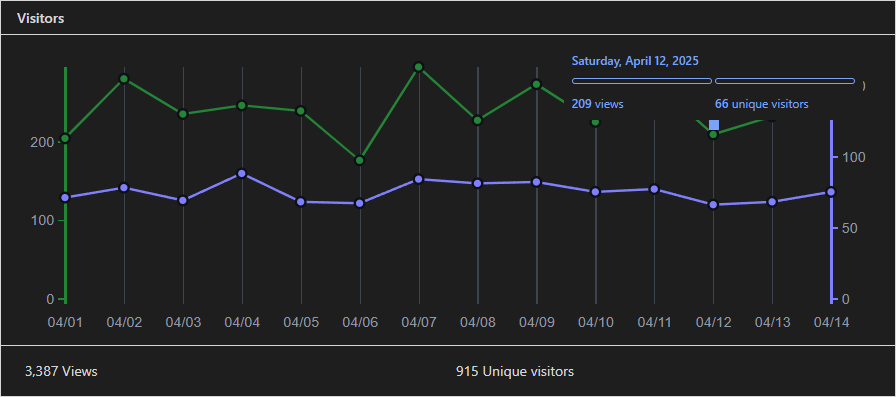 Visitors
Saturday, April 12, 2025
209 views 66 unique visitors
200
100
0
100
50
0
04/01 04/02 04/03 04/04 04/05 04/06 04/07 04/08 04/09 04/10 04/11 04/12 04/13 04/14
3,387 Views 915 Unique visitors